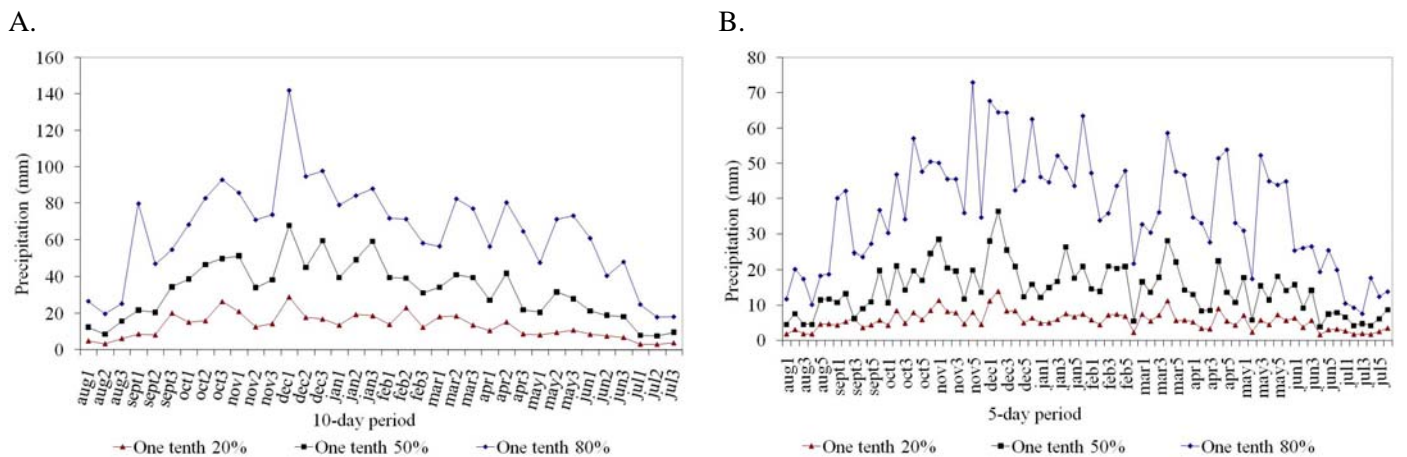 A.
B.
160
140
120
100
80
60
40
20
0
Precipitation (mm)
aug1
aug2
aug3
sept1
sept2
sept3
oct1
oct2
oct3
nov1
nov2
nov3
dec1
dec2
dec3
jan1
jan2
jan3
feb1
feb2
feb3
mar1
mar2
mar3
apr1
apr2
apr3
may1
may2
may3
jun1
jun2
jun3
jul1
jul2
jul3
10-day period
One tenth 20% One tenth 50% One tenth 80%
80
70
60
50
40
30
20
10
0
Precipitation (mm)
aug1
aug3
aug5
sept1
sept3
sept5
oct1
oct3
oct5
nov1
nov3
nov5
dec1
dec3
dec5
jan1
jan3
jan5
feb1
feb3
feb5
mar1
mar3
mar5
apr1
apr3
apr5
may1
may3
may5
jun1
jun3
jun5
jul1
jul3
jul5
5-day period
One tenth 20% One tenth 50% One tenth 80%